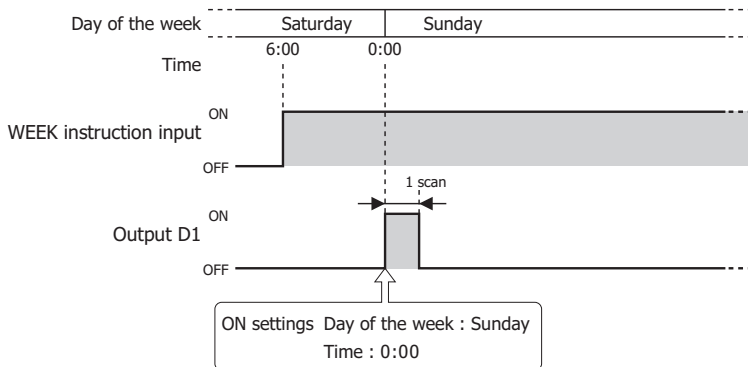 Day of the week Saturday Sunday
6:00 0:00
Time
ON
WEEK instruction input
OFF
1 scan
ON
Output D1
OFF
ON settings Day of the week : Sunday
Time : 0:00